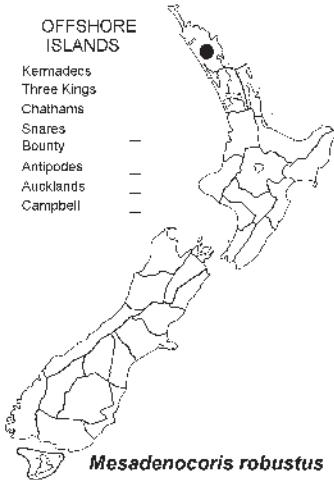 OFFSHORE
ISLANDS
Kermadecs
Three Kings
Chathams
Snares
Bounty —
Antipodes —
Aucklands —
Campbell —
Mesadenocoris robustus